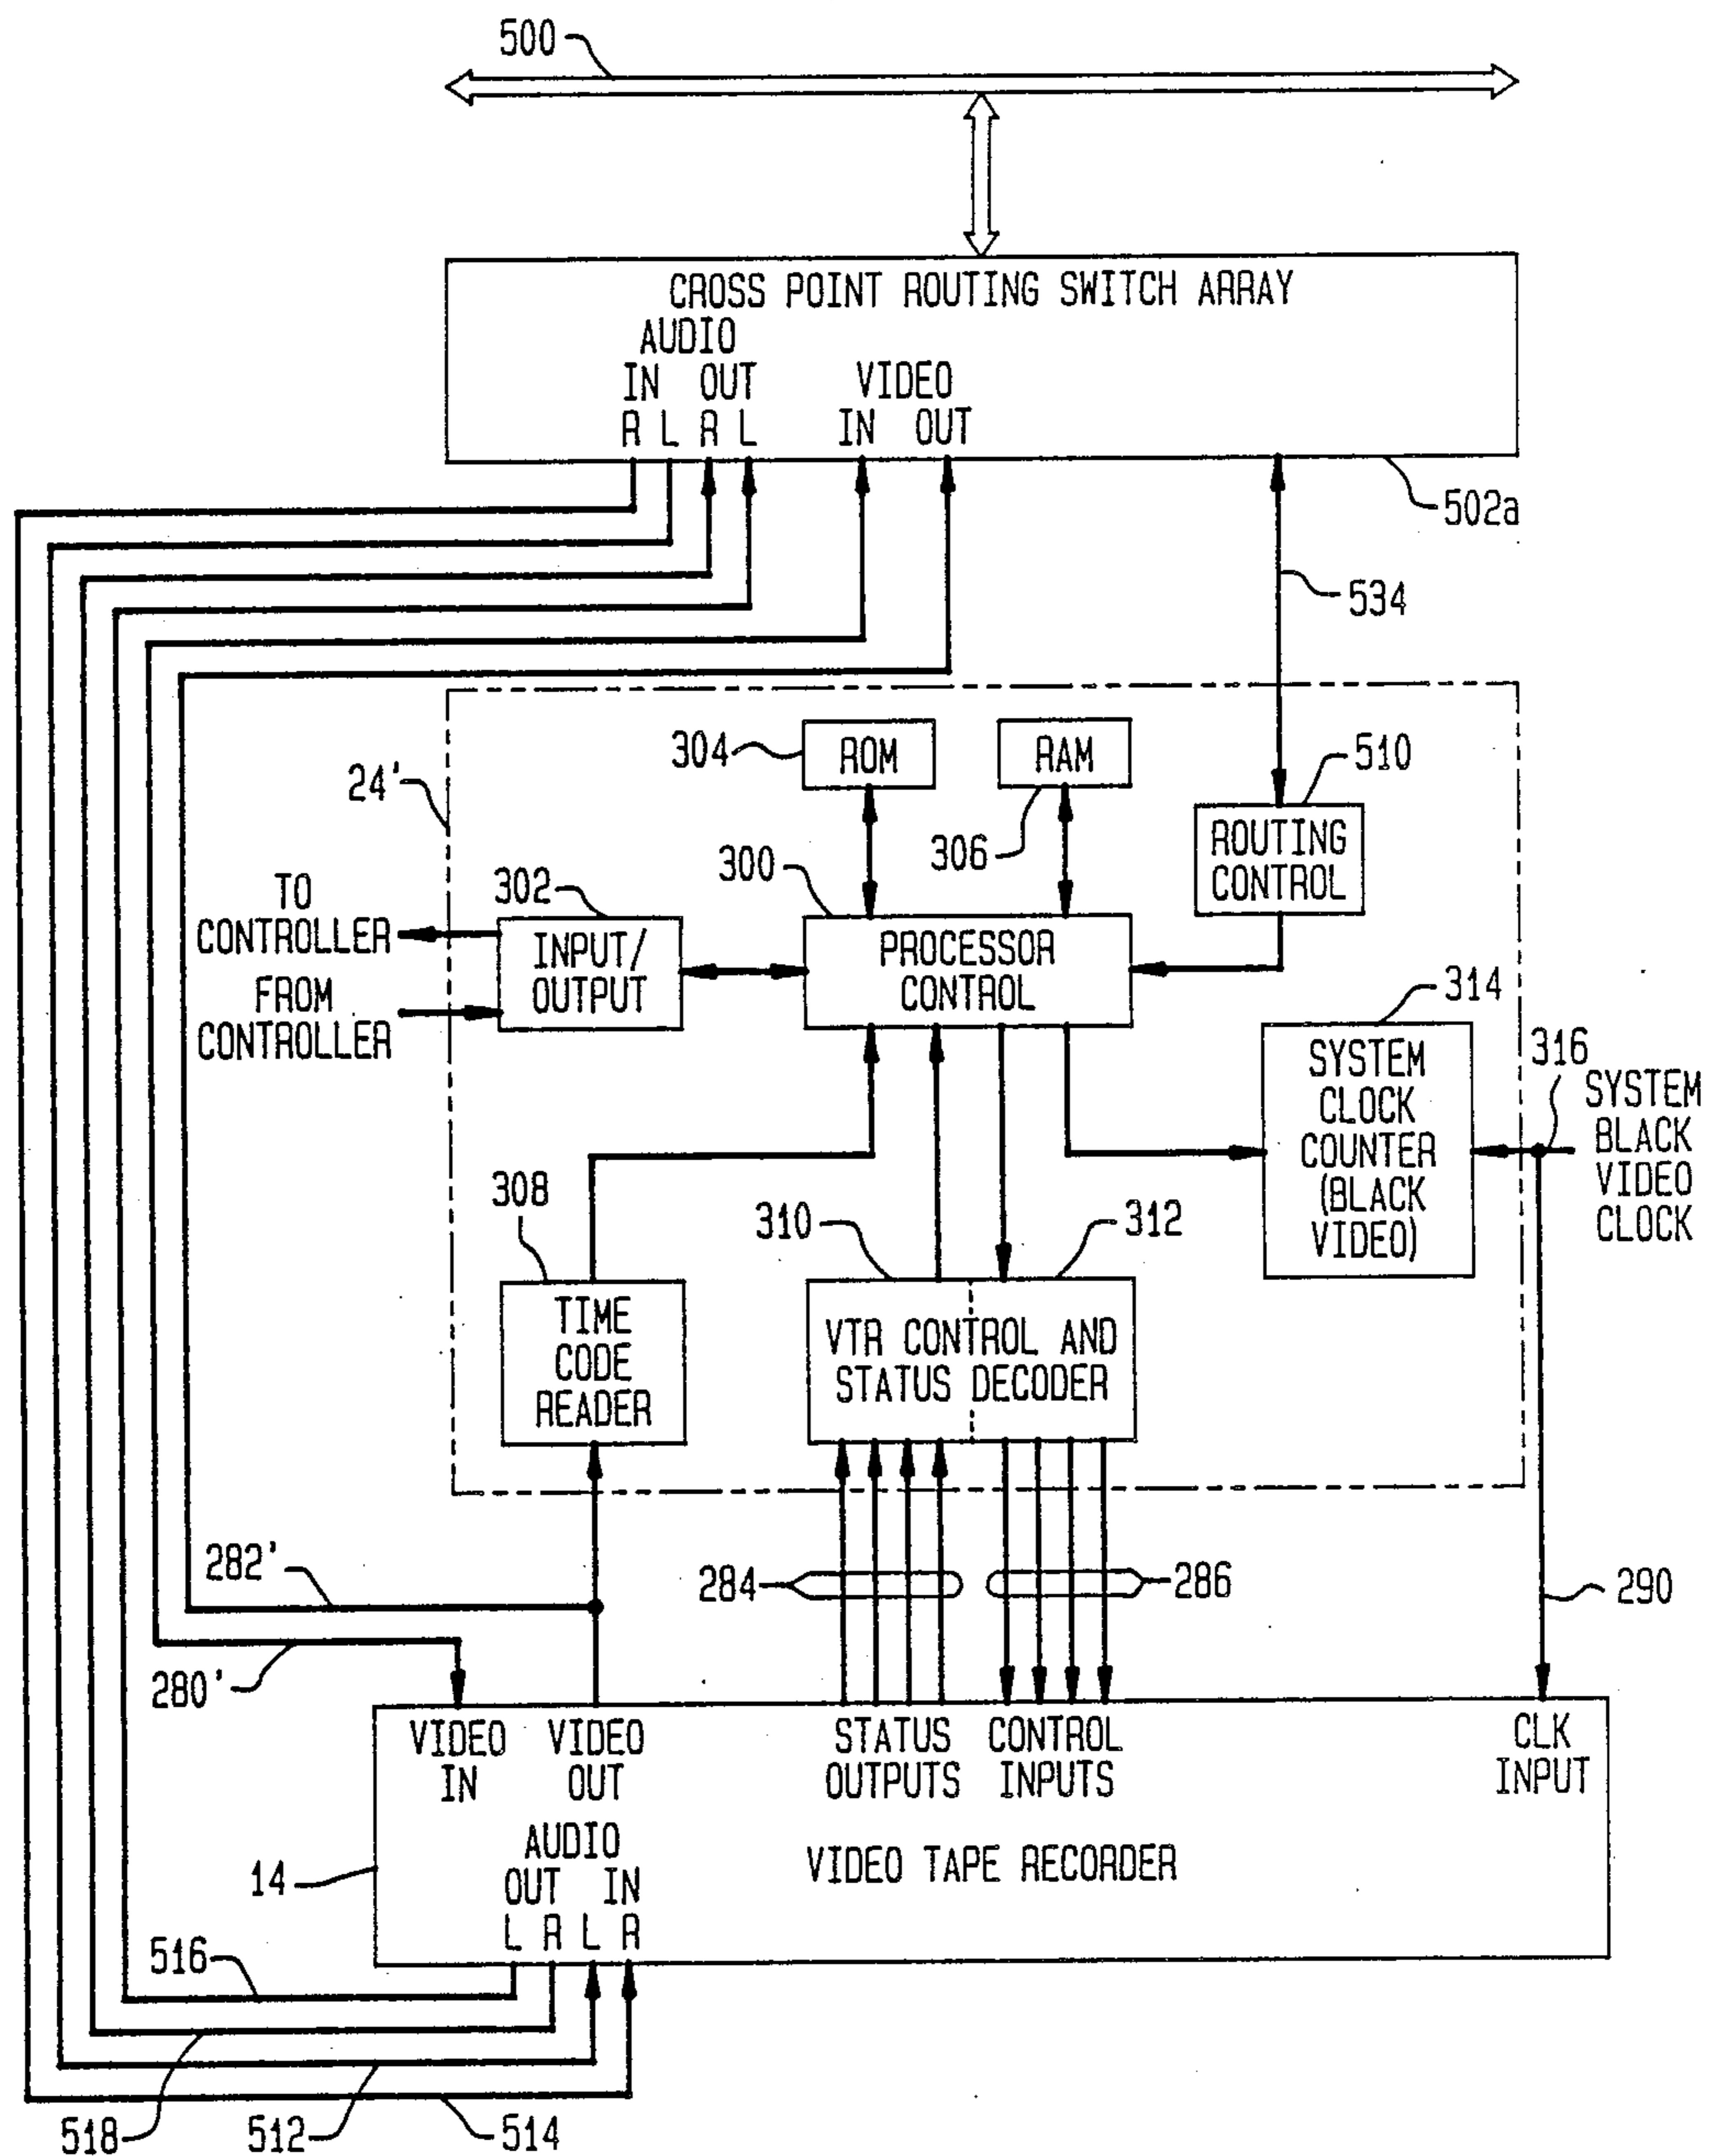 500
CROSS POINT ROUTING SWITCH ARRAY
AUDIO
IN OUT
R L R L
VIDEO
IN OUT
502a
534
24'
304
ROM
RAM
306
510
ROUTING
CONTROL
300
PROCESSOR
CONTROL
302
INPUT/
OUTPUT
TO
CONTROLLER
FROM
CONTROLLER
314
SYSTEM
CLOCK
COUNTER
(BLACK
VIDEO)
316
SYSTEM
BLACK
VIDEO
CLOCK
308
TIME
CODE
READER
310
312
VTR CONTROL AND
STATUS DECODER
282'
284
286
290
280'
VIDEO
IN
VIDEO
OUT
STATUS
OUTPUTS
CONTROL
INPUTS
CLK
INPUT
14
AUDIO
OUT IN
L R L R
VIDEO TAPE RECORDER
516
518
512
514